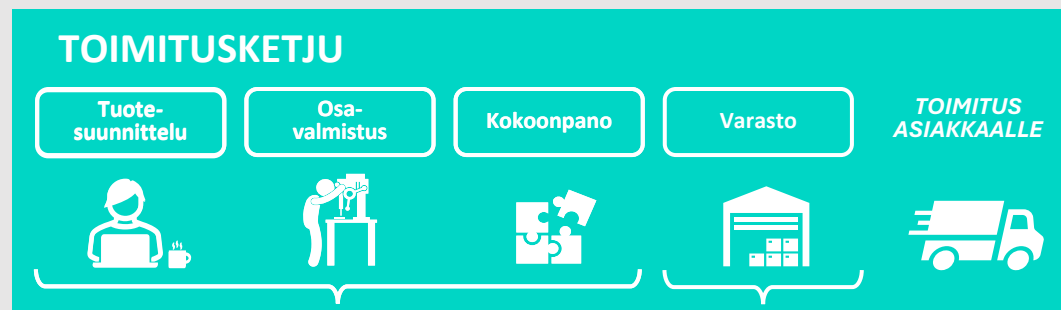 TOIMITUSKETJU
Tuote-
suunnittelu
Osa-
valmistus
Kokoonpano
Varasto
TOIMITUS
ASIAKKAALLE